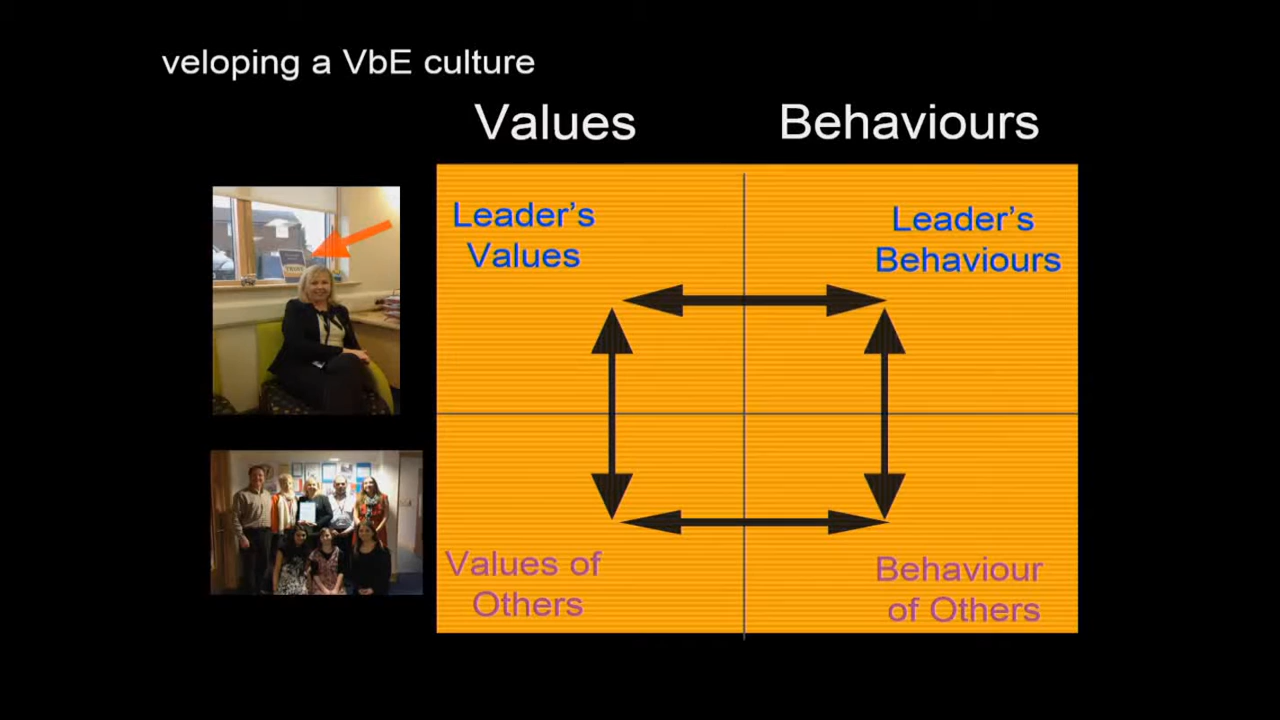 veloping a VbE culture
Values
Behaviours
Leader's
Values
Leader's
Behaviours
Values of
Others
Behaviour
of Others